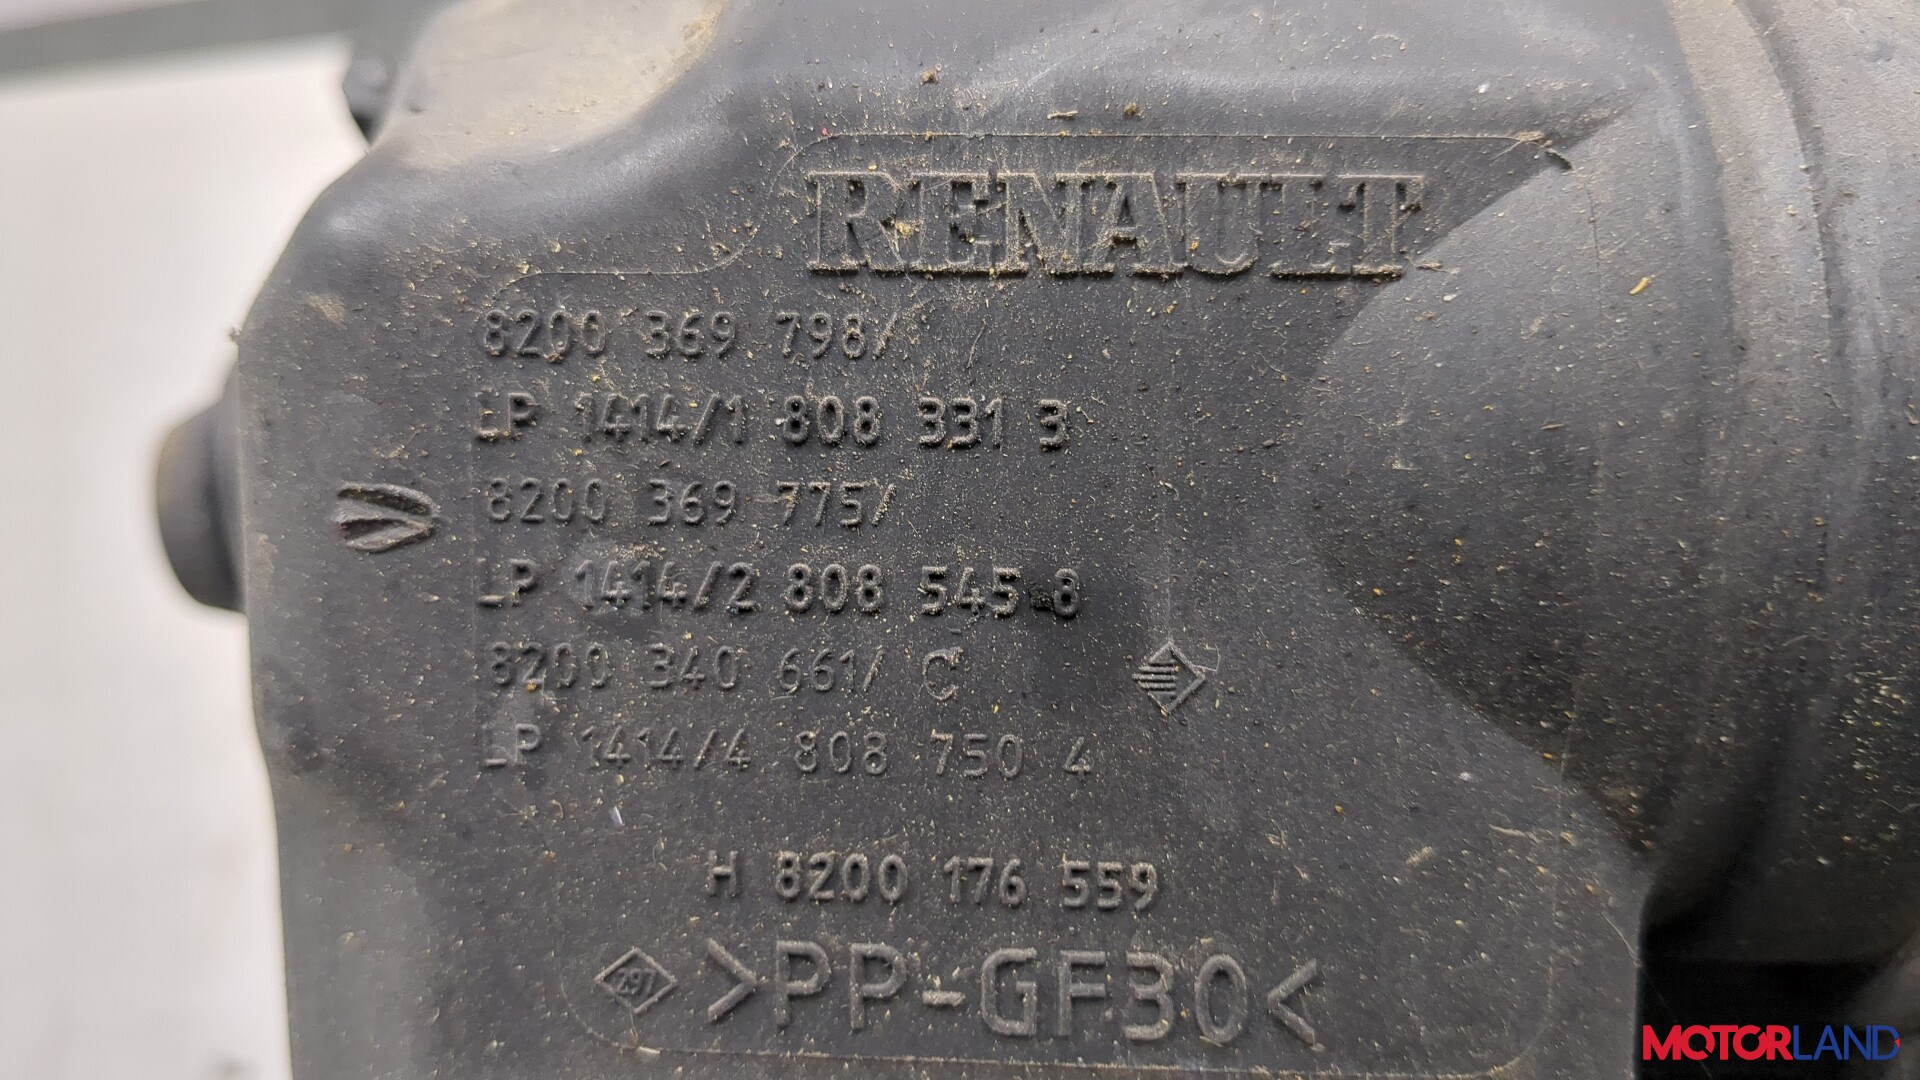 RENAULT
8200 369 798/
LP 1414/1 808 331 3
8200 369 775/
LP 1414/2 808 545 8
8200 340 661/ C
LP 1414/4 808 750 4
H 8200 176 559
297 >PP-GF30<
MOTORLAND